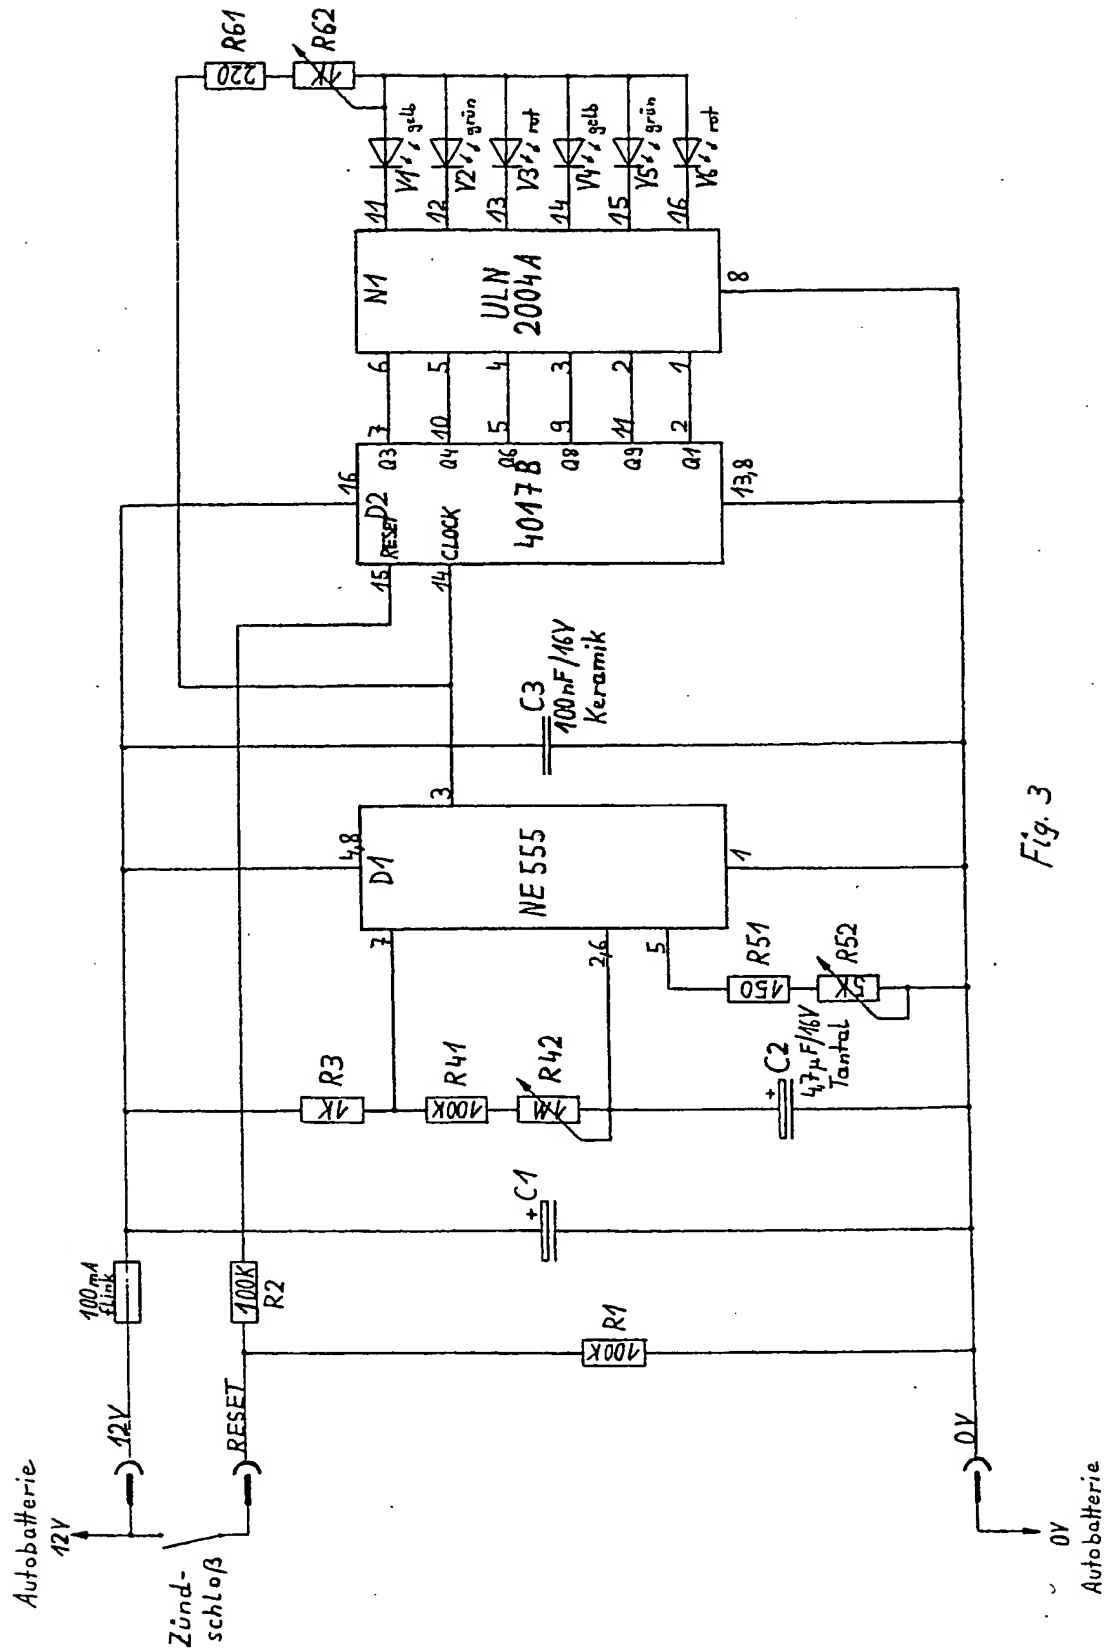 Autobatterie
12V
Zünd-
schloß
12V
100mA
flink
RESET
100K
R2
R1
100K
0V
0V
Autobatterie
+
C1
R3
1K
R41
100K
R42
1M
+
C2
4,7µF/16V
Tantal
R51
150
R52
5K
7
2,6
5
4,8
D1
NE 555
3
1
C3
100nF/16V
Keramik
15
14
16
D2
RESET
CLOCK
4017B
13,8
Q3
Q4
Q6
Q8
Q9
Q1
7
10
5
9
11
2
6
5
4
3
2
1
N1
ULN
2004A
8
11
12
13
14
15
16
V1 gelb
V2 grün
V3 rot
V4 gelb
V5 grün
V6 rot
R61
220
R62
1K
Fig. 3